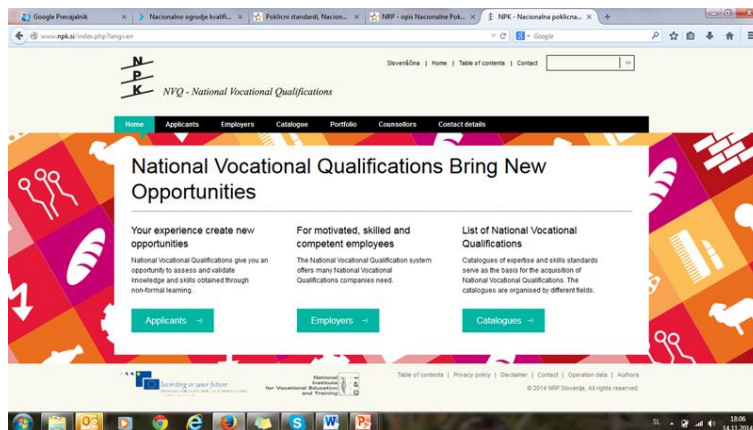 Google Prevajalnik
Nacionalno ogrodje kvalifi...
Poklicni standardi, Nacion...
NRP - opis Nacionalne Pok...
NPK - Nacionalna poklicna...
www.npk.si/index.php?lang=en
Google
Slovenščina | Home | Table of contents | Contact
N
P
K
NVQ - National Vocational Qualifications
Home Applicants Employers Catalogue Portfolio Counsellors Contact details
National Vocational Qualifications Bring New
Opportunities
Your experience create new
opportunities
National Vocational Qualifications give you an
opportunity to assess and validate
knowledge and skills obtained through
non-formal learning.
Applicants →
For motivated, skilled and
competent employees
The National Vocational Qualification system
offers many National Vocational
Qualifications companies need.
Employers →
List of National Vocational
Qualifications
Catalogues of expertise and skills standards
serve as the basis for the acquisition of
National Vocational Qualifications. The
catalogues are organised by different fields.
Catalogues →
Investing in your future
National
Institute
for Vocational Education
and Training
Table of contents | Privacy policy | Disclaimer | Contact | Operation data | Authors
© 2014 NRP Slovenija, All rights reserved.
SL
18:06
14.11.2014